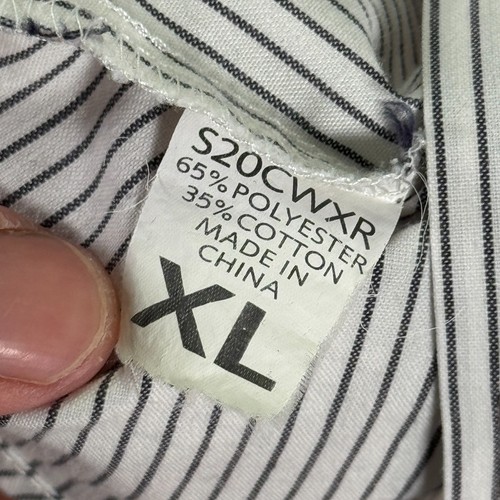 S20CWXR
65% POLYESTER
35% COTTON
MADE IN
CHINA
XL